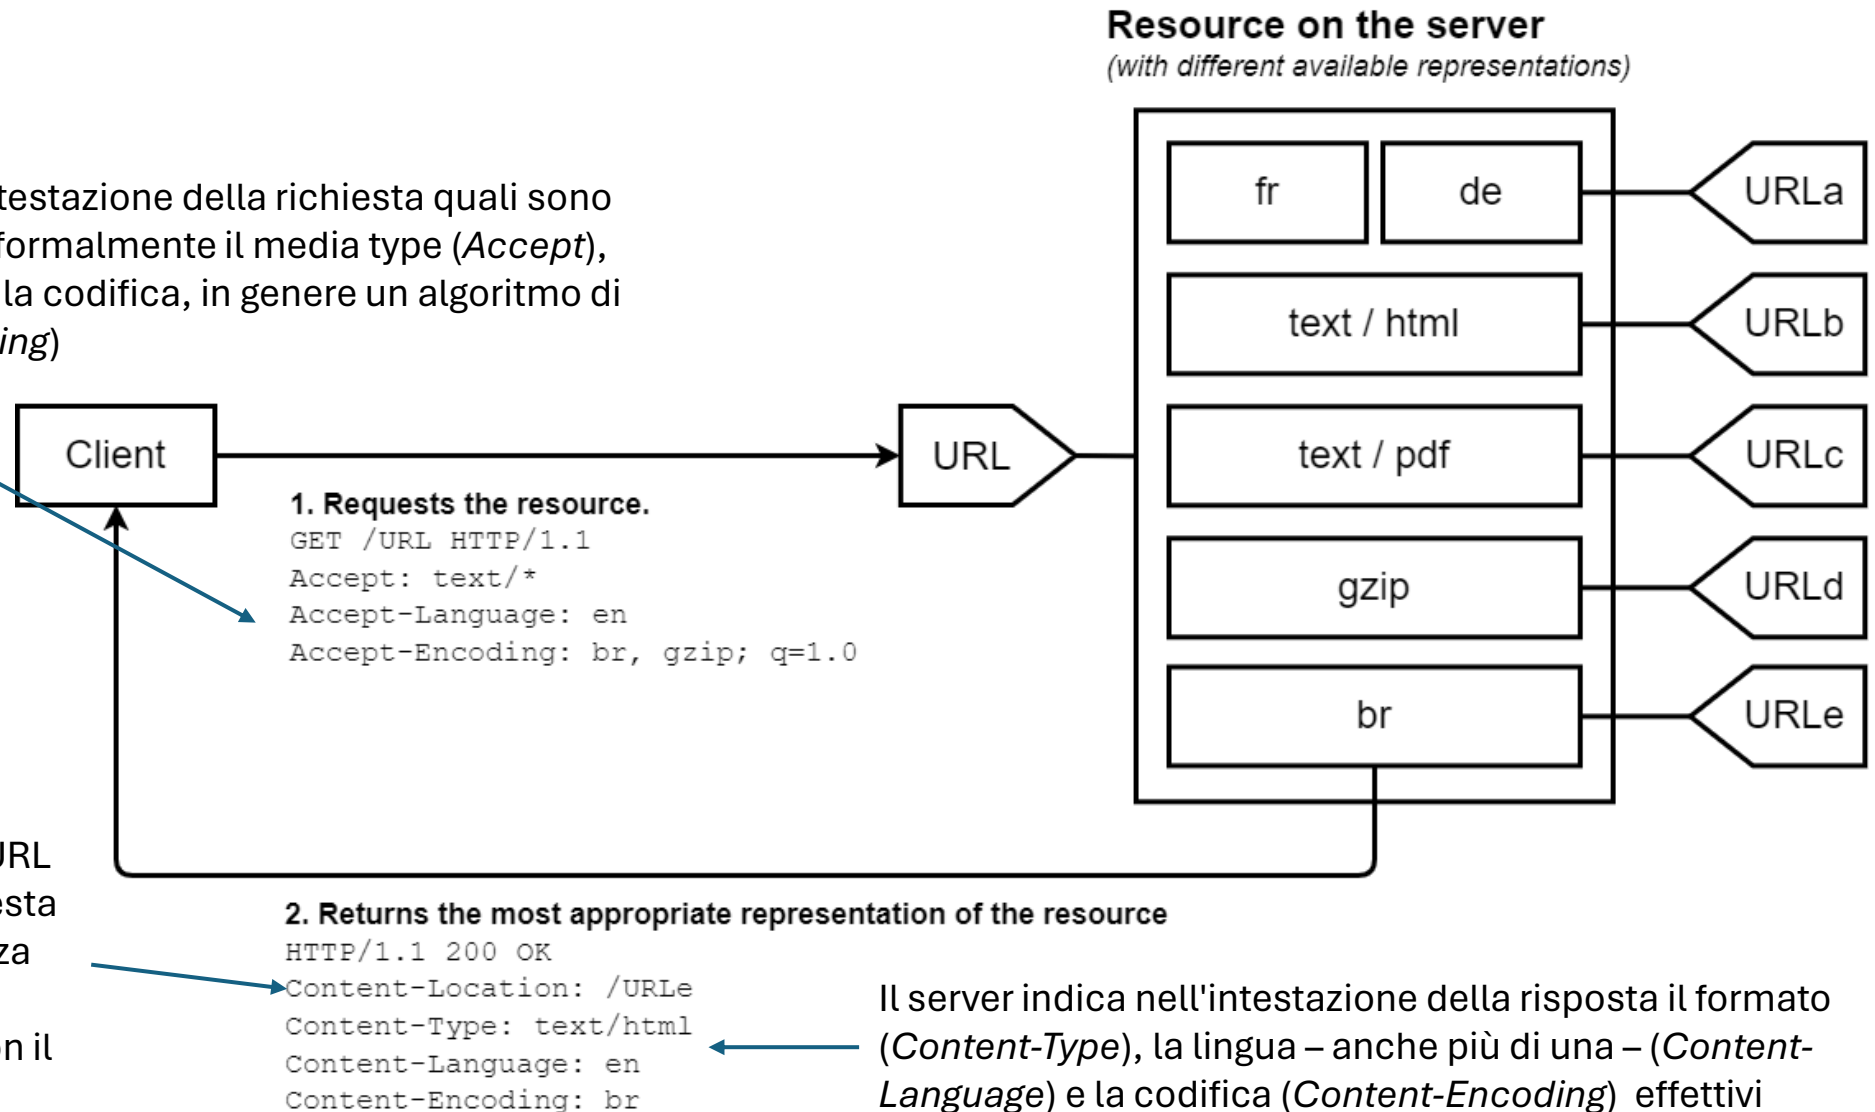 Resource on the server
(with different available representations)
testazione della richiesta quali sono
formalmente il media type (Accept),
la codifica, in genere un algoritmo di
ing)
fr
de
URLa
text / html
URLb
Client
URL
text / pdf
URLc
1. Requests the resource.
GET /URL HTTP/1.1
Accept: text/*
Accept-Language: en
Accept-Encoding: br, gzip; q=1.0
gzip
URLd
br
URLe
URL
esta
za
n il
2. Returns the most appropriate representation of the resource
HTTP/1.1 200 OK
Content-Location: /URLe
Content-Type: text/html
Content-Language: en
Content-Encoding: br
Il server indica nell'intestazione della risposta il formato
(Content-Type), la lingua – anche più di una – (Content-
Language) e la codifica (Content-Encoding) effettivi